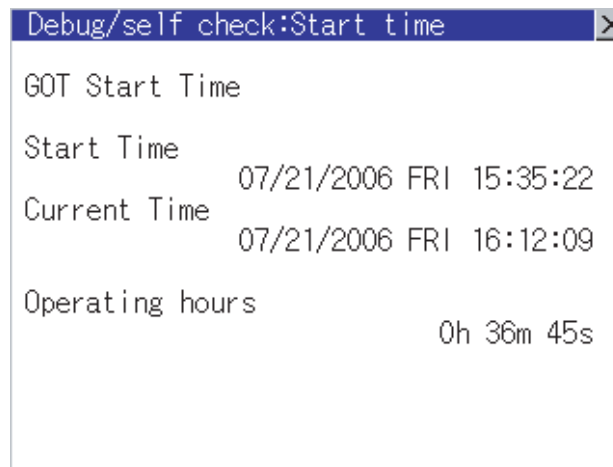 Debug/self check:Start time
GOT Start Time
Start Time
07/21/2006 FRI 15:35:22
Current Time
07/21/2006 FRI 16:12:09
Operating hours
0h 36m 45s